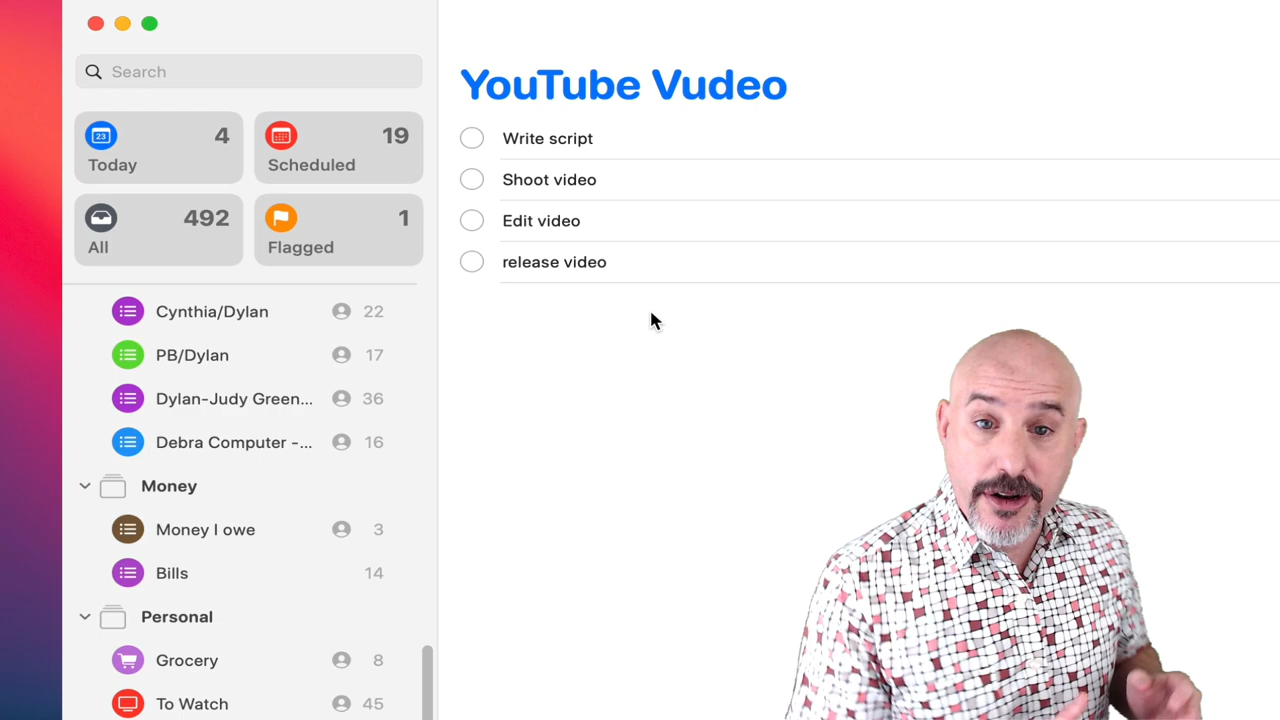 Search
23
4
Today
19
Scheduled
492
All
1
Flagged
Cynthia/Dylan 22
PB/Dylan 17
Dylan-Judy Green... 36
Debra Computer -... 16
Money
Money I owe 3
Bills 14
Personal
Grocery 8
To Watch 45
YouTube Vudeo
Write script
Shoot video
Edit video
release video